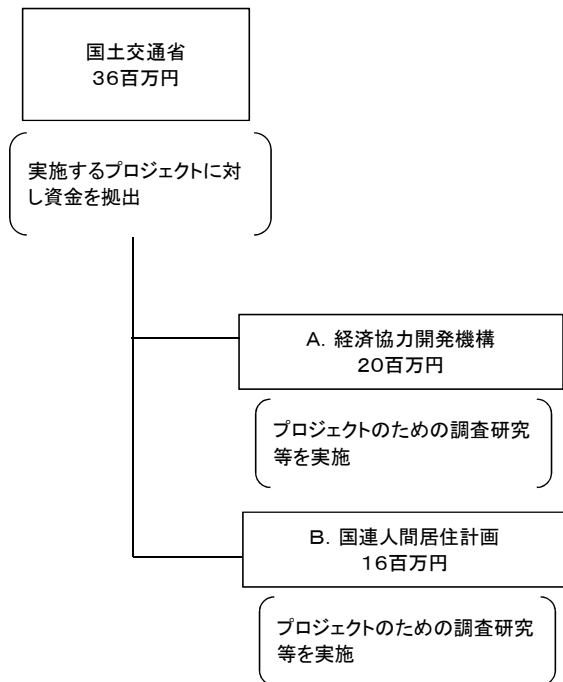 国土交通省
36百万円
実施するプロジェクトに対
し資金を拠出
A．経済協力開発機構
20百万円
プロジェクトのための調査研究
等を実施
B．国連人間居住計画
16百万円
プロジェクトのための調査研究
等を実施